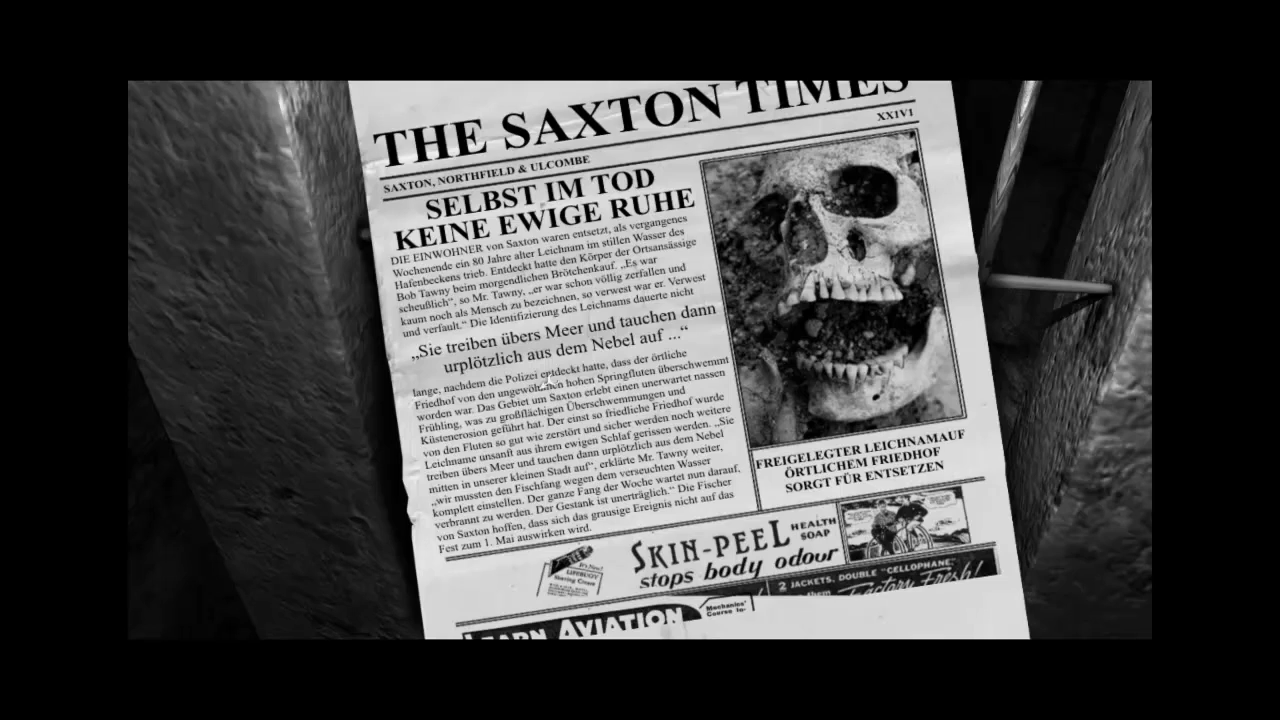 THE SAXTON TIMES
XXIV1
SAXTON, NORTHFIELD & ULCOMBE
SELBST IM TOD
KEINE EWIGE RUHE
DIE EINWOHNER von Saxton waren entsetzt, als vergangenes
Wochenende ein 80 Jahre alter Leichnam im stillen Wasser des
Hafenbeckens trieb. Entdeckt hatte den Körper der Ortsansässige
Bob Tawny beim morgendlichen Brötchenkauf. „Es war
scheußlich", so Mr. Tawny, „er war schon völlig zerfallen und
kaum noch als Mensch zu bezeichnen, so verwest war er. Verwest
und verfault." Die Identifizierung des Leichnams dauerte nicht
„Sie treiben übers Meer und tauchen dann
urplötzlich aus dem Nebel auf ..."
lange, nachdem die Polizei entdeckt hatte, dass der örtliche
Friedhof von den ungewöhnlich hohen Springfluten überschwemmt
worden war. Das Gebiet um Saxton erlebt einen unerwartet nassen
Frühling, was zu großflächigen Überschwemmungen und
Küstenerosion geführt hat. Der einst so friedliche Friedhof wurde
von den Fluten so gut wie zerstört und sicher werden noch weitere
Leichname unsanft aus ihrem ewigen Schlaf gerissen werden. „Sie
treiben übers Meer und tauchen dann urplötzlich aus dem Nebel
mitten in unserer kleinen Stadt auf", erklärte Mr. Tawny weiter,
„wir mussten den Fischfang wegen dem verseuchten Wasser
komplett einstellen. Der ganze Fang der Woche wartet nun darauf,
verbrannt zu werden. Der Gestank ist unerträglich." Die Fischer
von Saxton hoffen, dass sich das grausige Ereignis nicht auf das
Fest zum 1. Mai auswirken wird.
FREIGELEGTER LEICHNAMAUF
ÖRTLICHEM FRIEDHOF
SORGT FÜR ENTSETZEN
It's New!
LIFEBUOY
Shaving Cream
SKIN-PEEL HEALTH SOAP
stops body odour
2 JACKETS, DOUBLE "CELLOPHANE,"
them Factory Fresh!
LEARN AVIATION
Mechanics'
Course In-